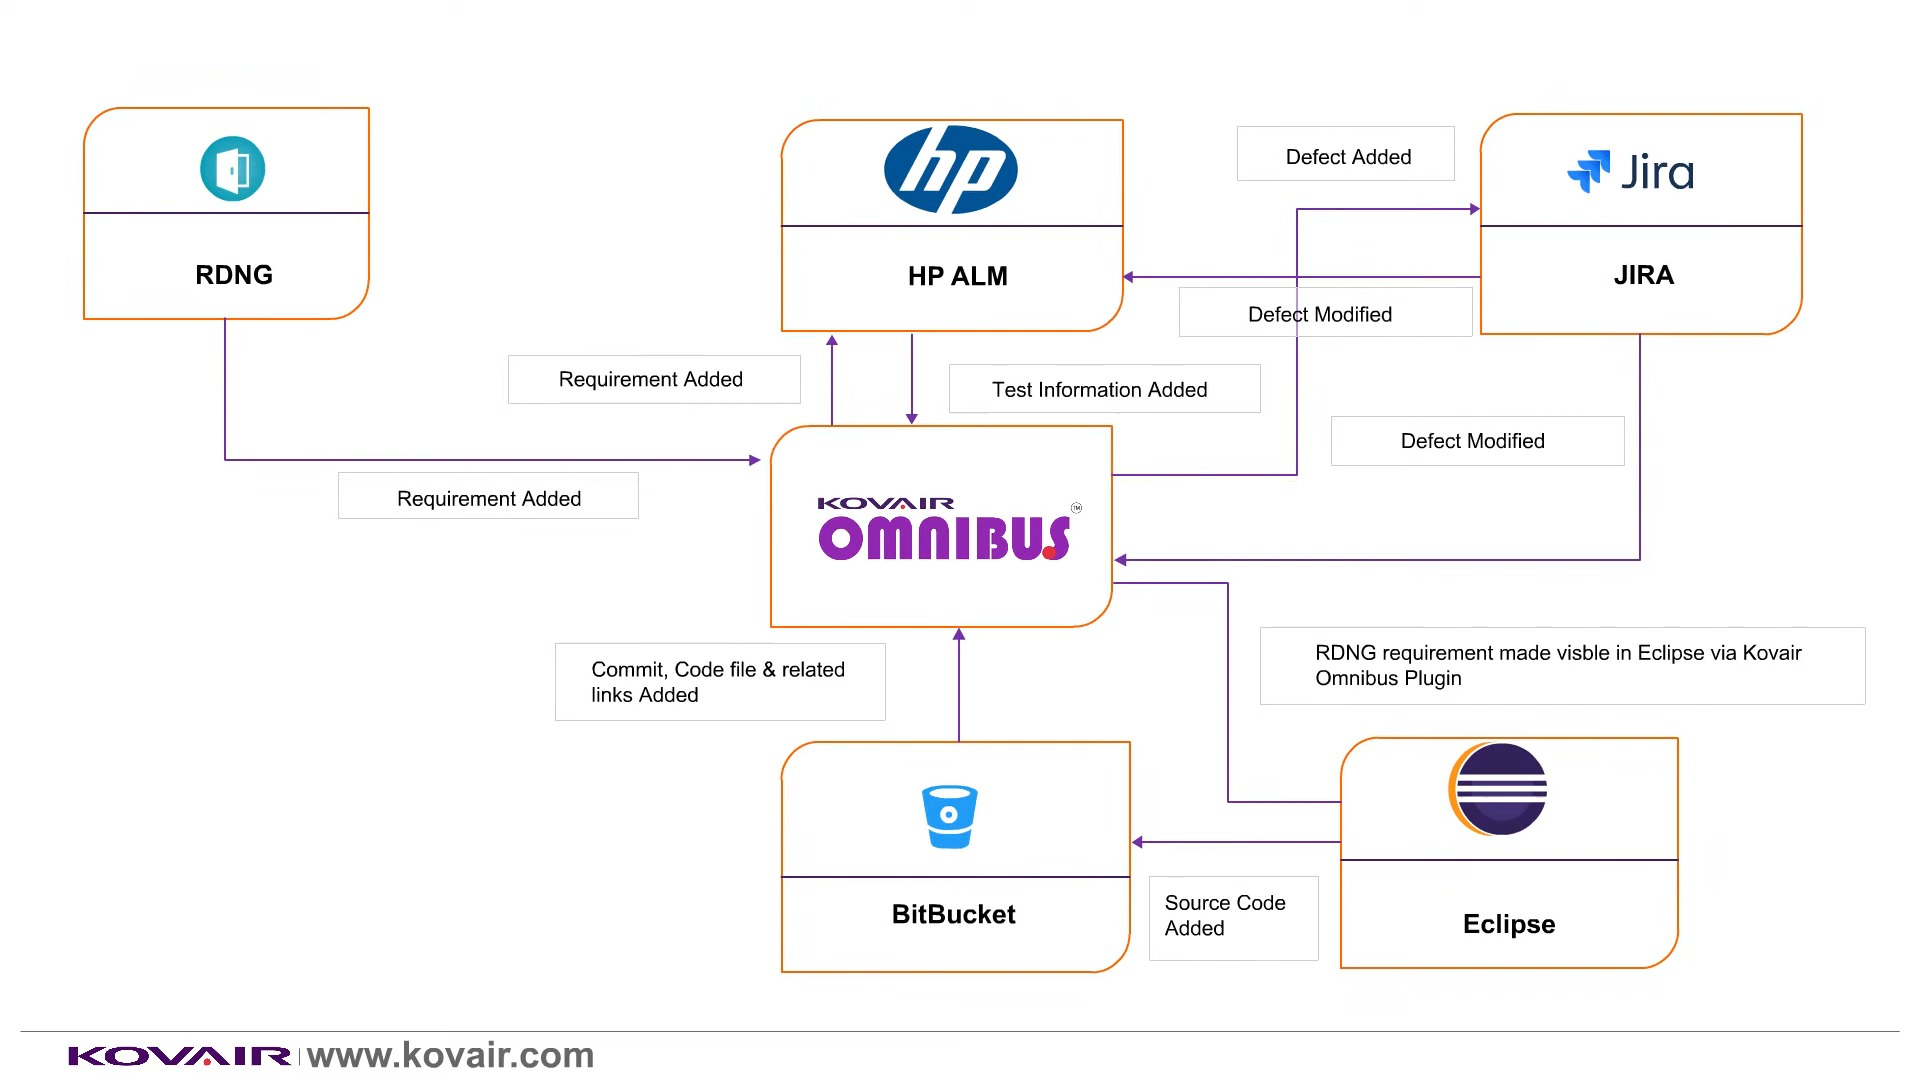 RDNG
hp
HP ALM
Defect Added
Jira
JIRA
Defect Modified
Requirement Added
Test Information Added
Defect Modified
Requirement Added
KOVAIR
OMNIBUS
TM
Commit, Code file & related
links Added
RDNG requirement made visble in Eclipse via Kovair
Omnibus Plugin
BitBucket
Source Code
Added
Eclipse
KOVAIR www.kovair.com